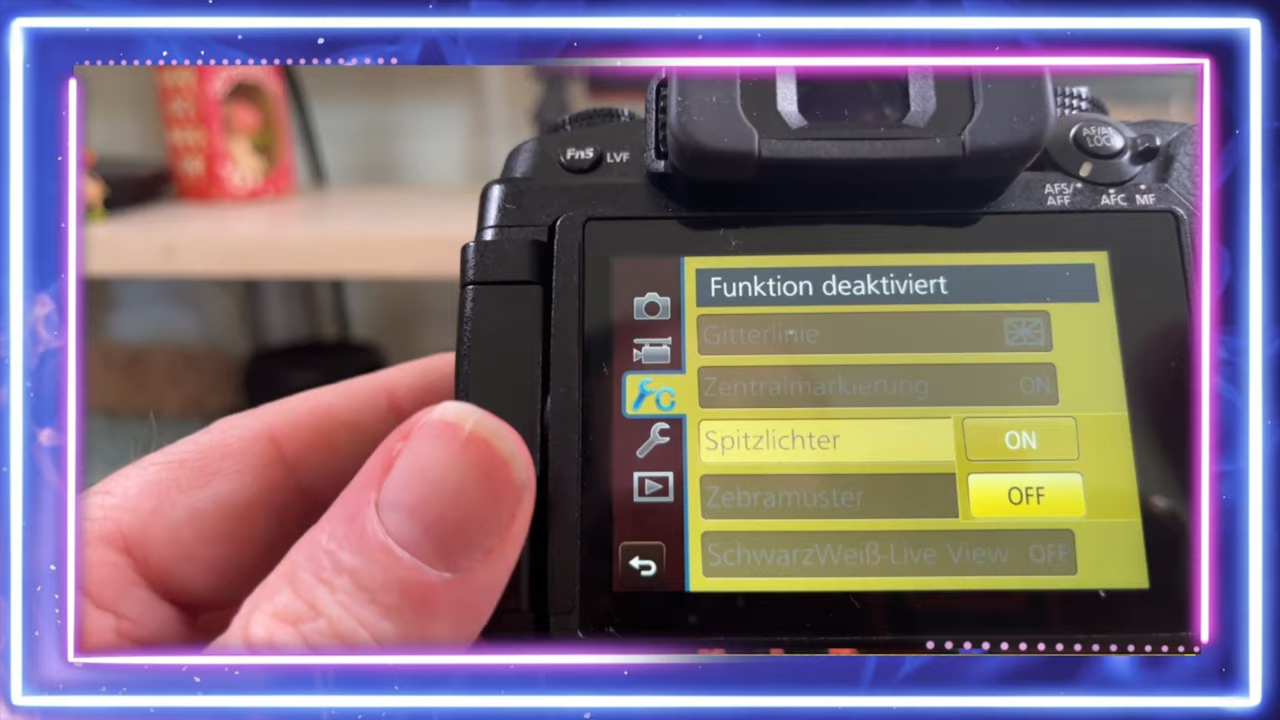 Fn5 LVF
AF/AE
LOCK
AFS/
AFF
AFC MF
Funktion deaktiviert
Gitterlinie
Zentralmarkierung ON
Spitzlichter ON
Zebramuster OFF
SchwarzWeiß-Live View OFF